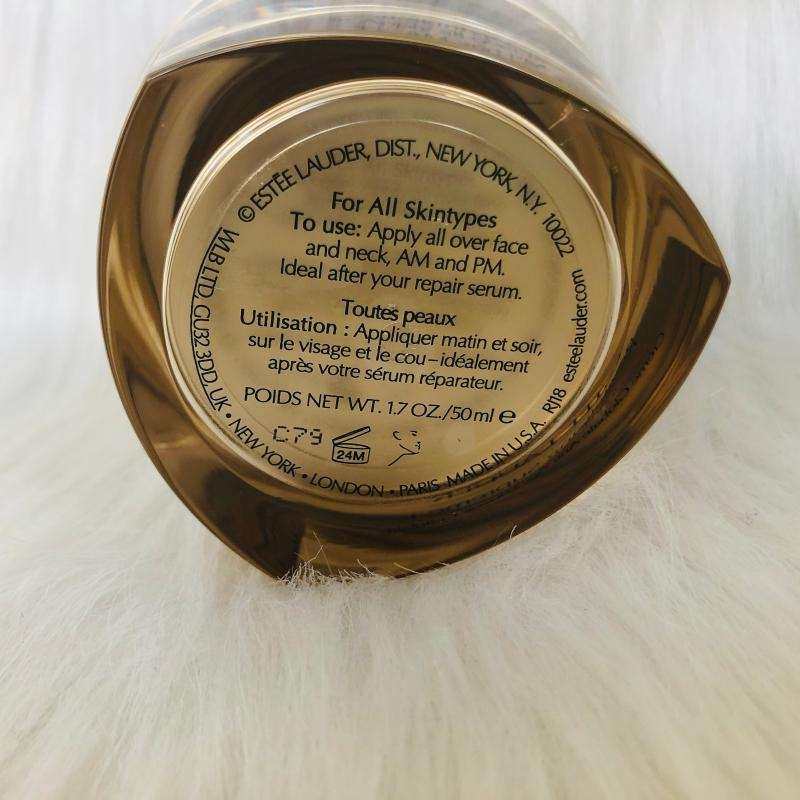 © ESTĒE LAUDER, DIST., NEW YORK, N.Y. 10022
For All Skintypes
To use: Apply all over face
and neck, AM and PM.
Ideal after your repair serum.
Toutes peaux
Utilisation : Appliquer matin et soir,
sur le visage et le cou–idéalement
après votre sérum réparateur.
POIDS NET WT. 1.7 OZ./50 ml ℮
C79
24M
WLB LTD, GU32 3DD, UK • NEW YORK • LONDON • PARIS MADE IN U.S.A. RJ18 esteelauder.com